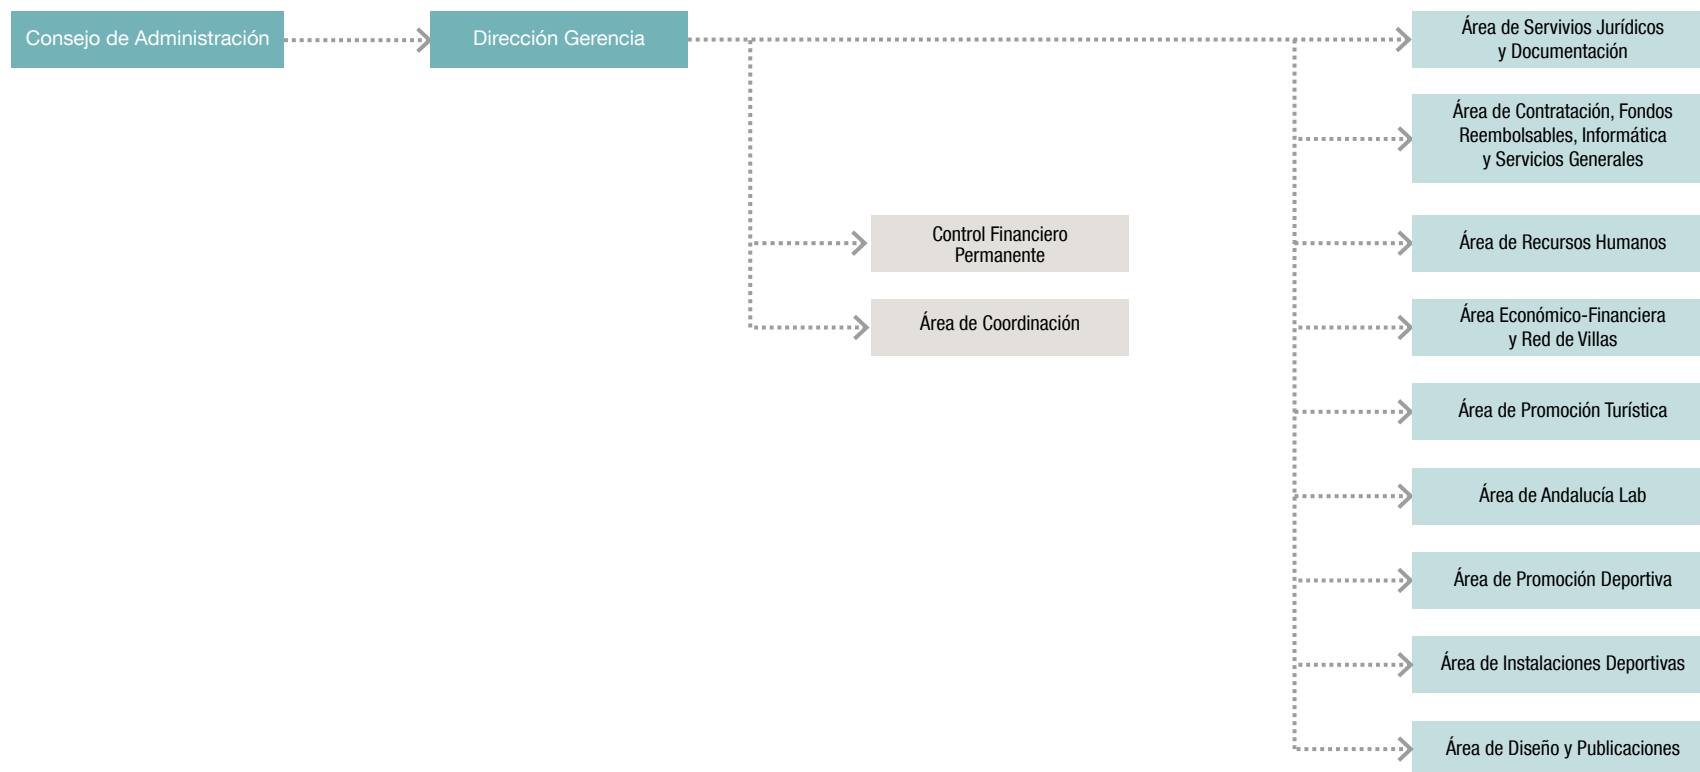 Consejo de Administración
Dirección Gerencia
Área de Servivios Jurídicos
y Documentación
Área de Contratación, Fondos
Reembolsables, Informática
y Servicios Generales
Control Financiero
Permanente
Área de Recursos Humanos
Área de Coordinación
Área Económico-Financiera
y Red de Villas
Área de Promoción Turística
Área de Andalucía Lab
Área de Promoción Deportiva
Área de Instalaciones Deportivas
Área de Diseño y Publicaciones